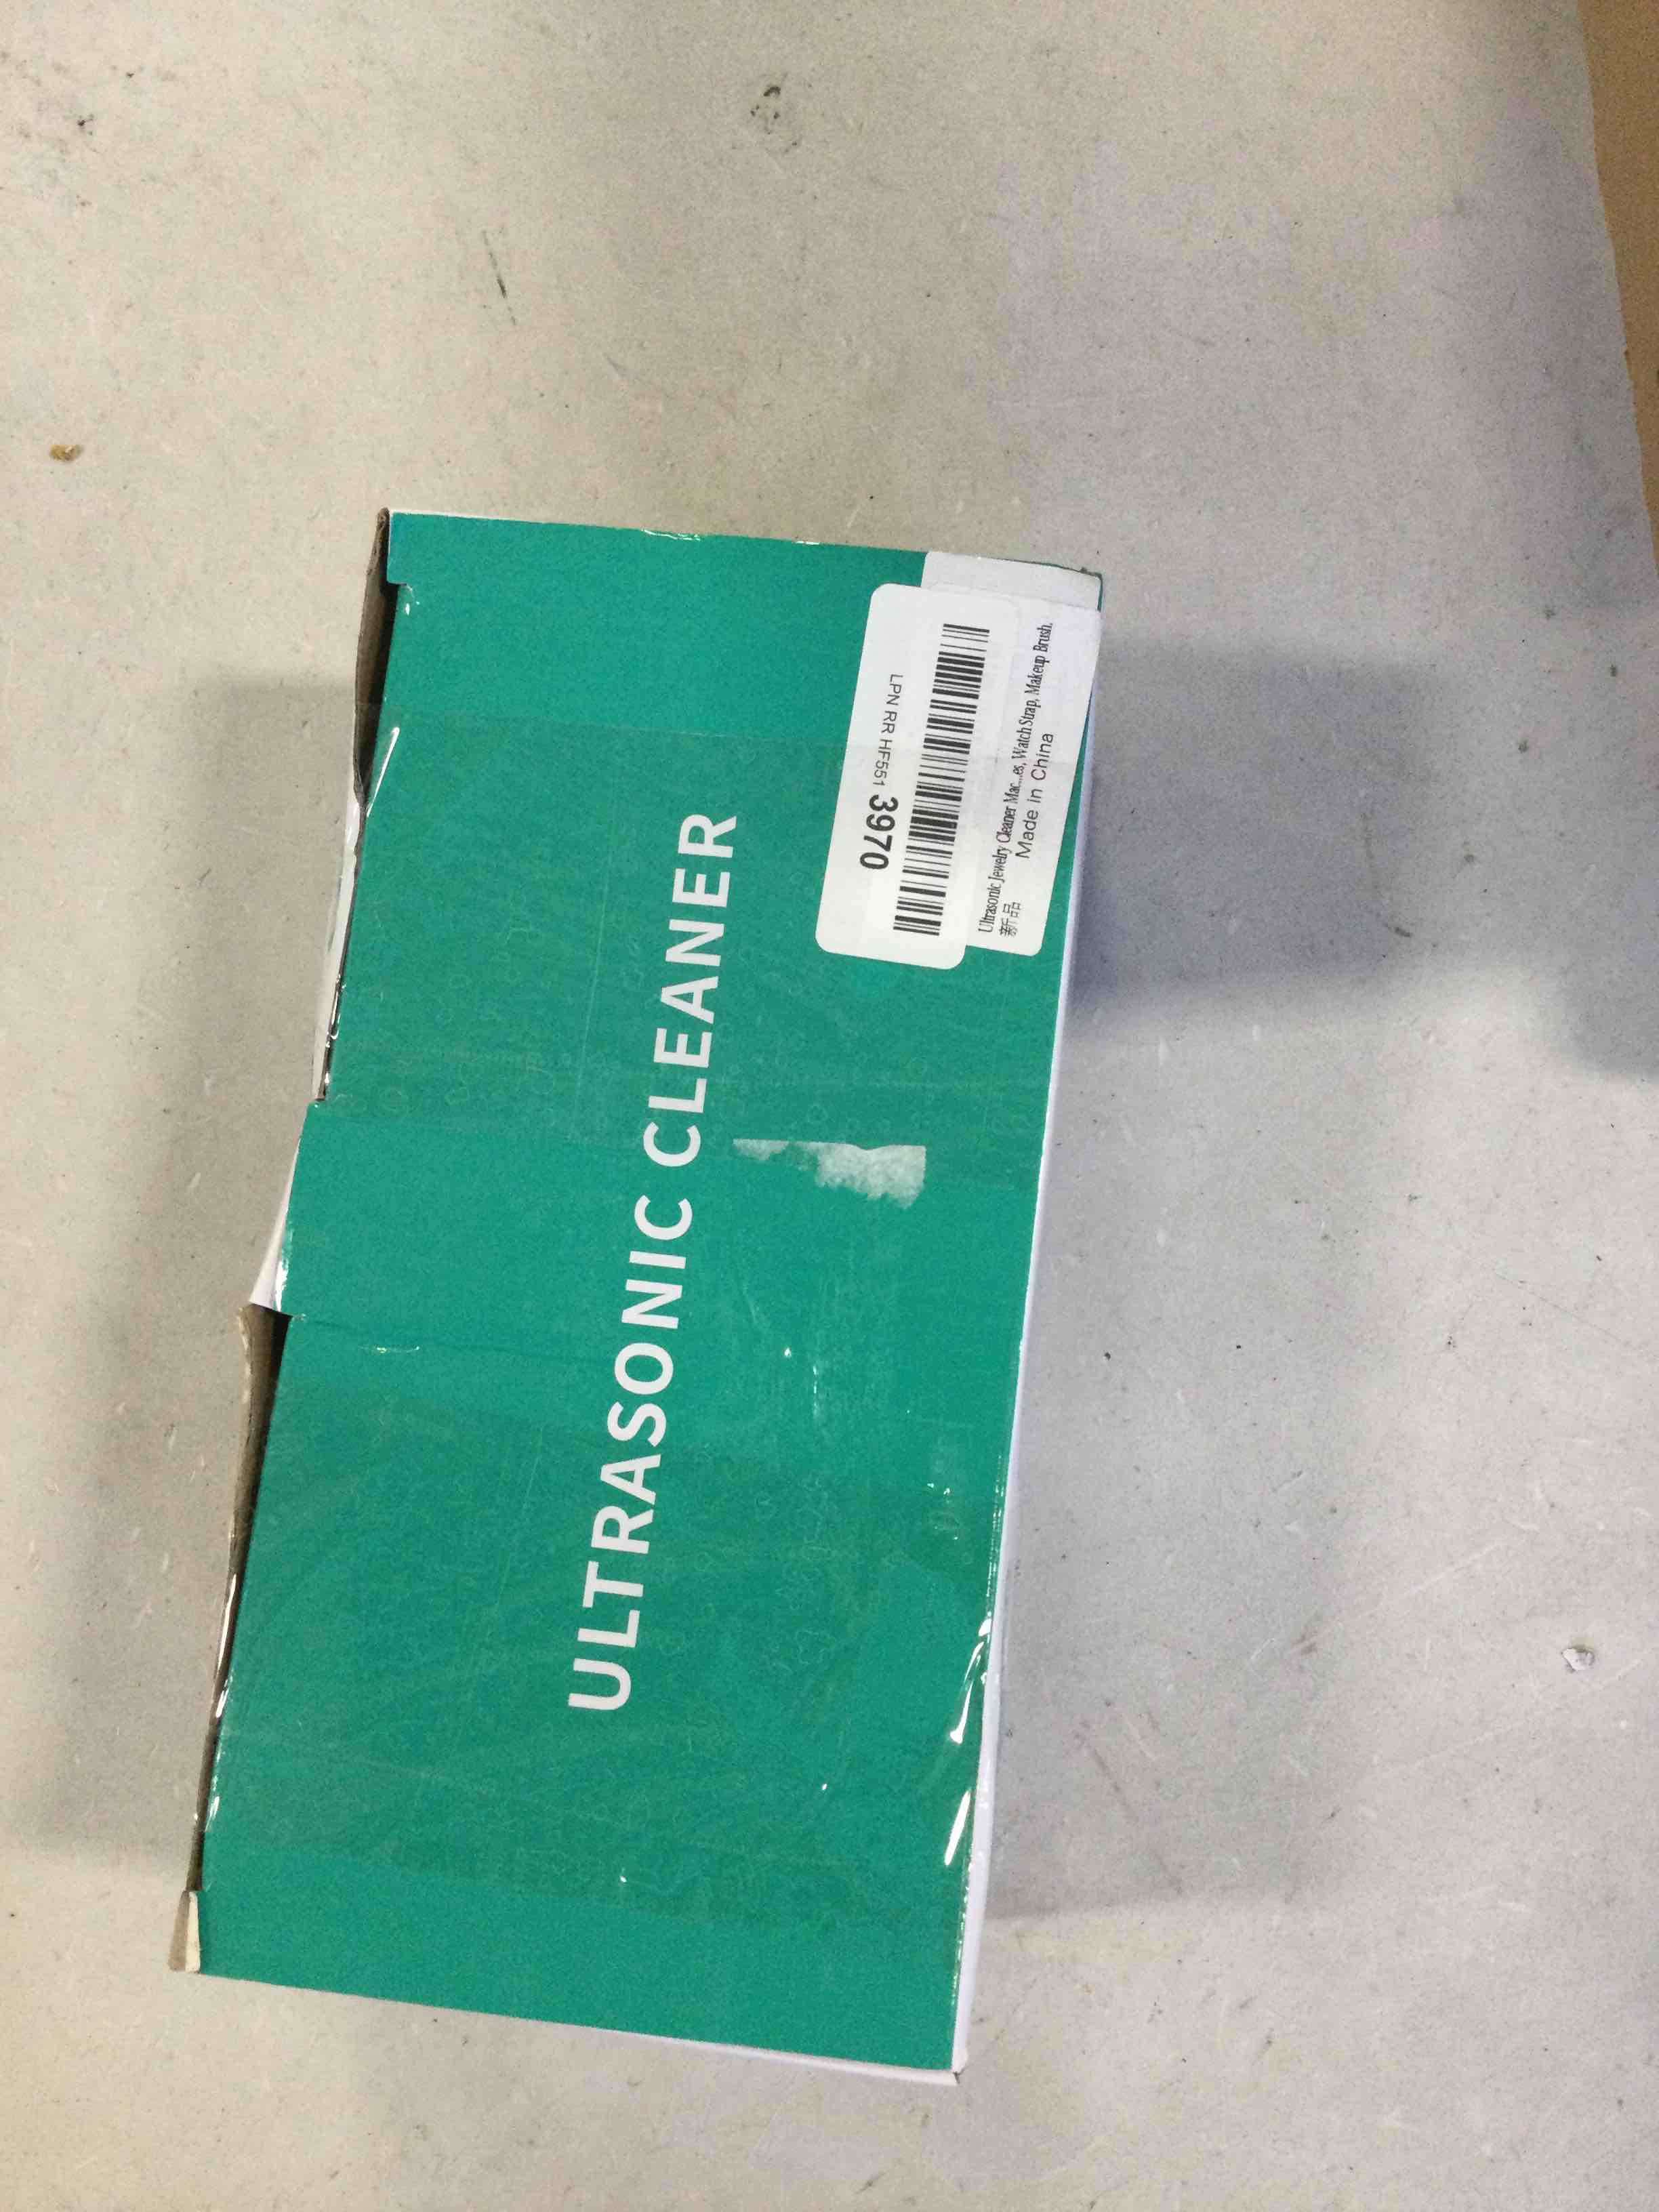 ULTRASONIC CLEANER
LPN RR HF551 3970
Ultrasonic Jewelry Cleaner Mac...es, Watch Strap, Makeup Brush.
新品
Made in China